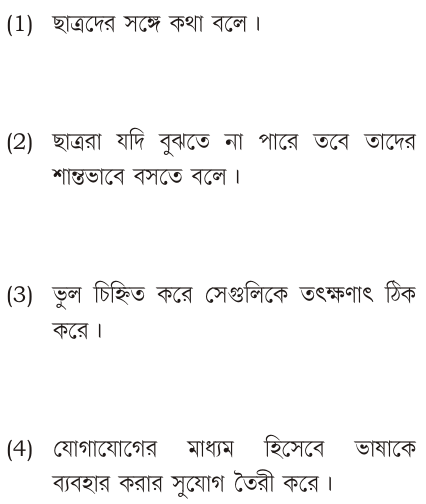 (1) ছাত্রদের সঙ্গে কথা বলে ।
(2) ছাত্ররা যদি বুঝতে না পারে তবে তাদের
শান্তভাবে বসতে বলে ।
(3) ভুল চিহ্নিত করে সেগুলিকে তৎক্ষণাৎ ঠিক
করে ।
(4) যোগাযোগের মাধ্যম হিসেবে ভাষাকে
ব্যবহার করার সুযোগ তৈরী করে ।